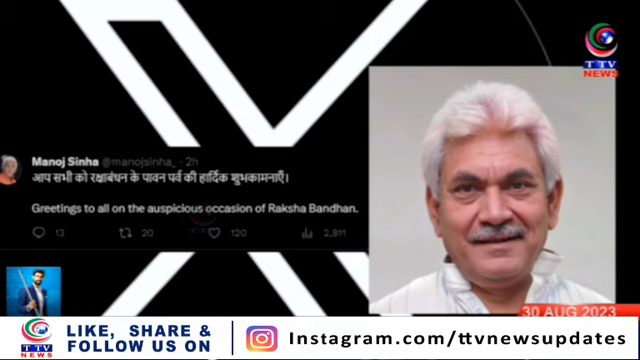 T TV
NEWS
Manoj Sinha @manojsinha_ · 2h
आप सभी को रक्षाबंधन के पावन पर्व की हार्दिक शुभकामनाएँ।
Greetings to all on the auspicious occasion of Raksha Bandhan.
13 20 120 2,811
30 AUG 2023
T TV
NEWS
LIKE, SHARE &
FOLLOW US ON
Instagram.com/ttvnewsupdates